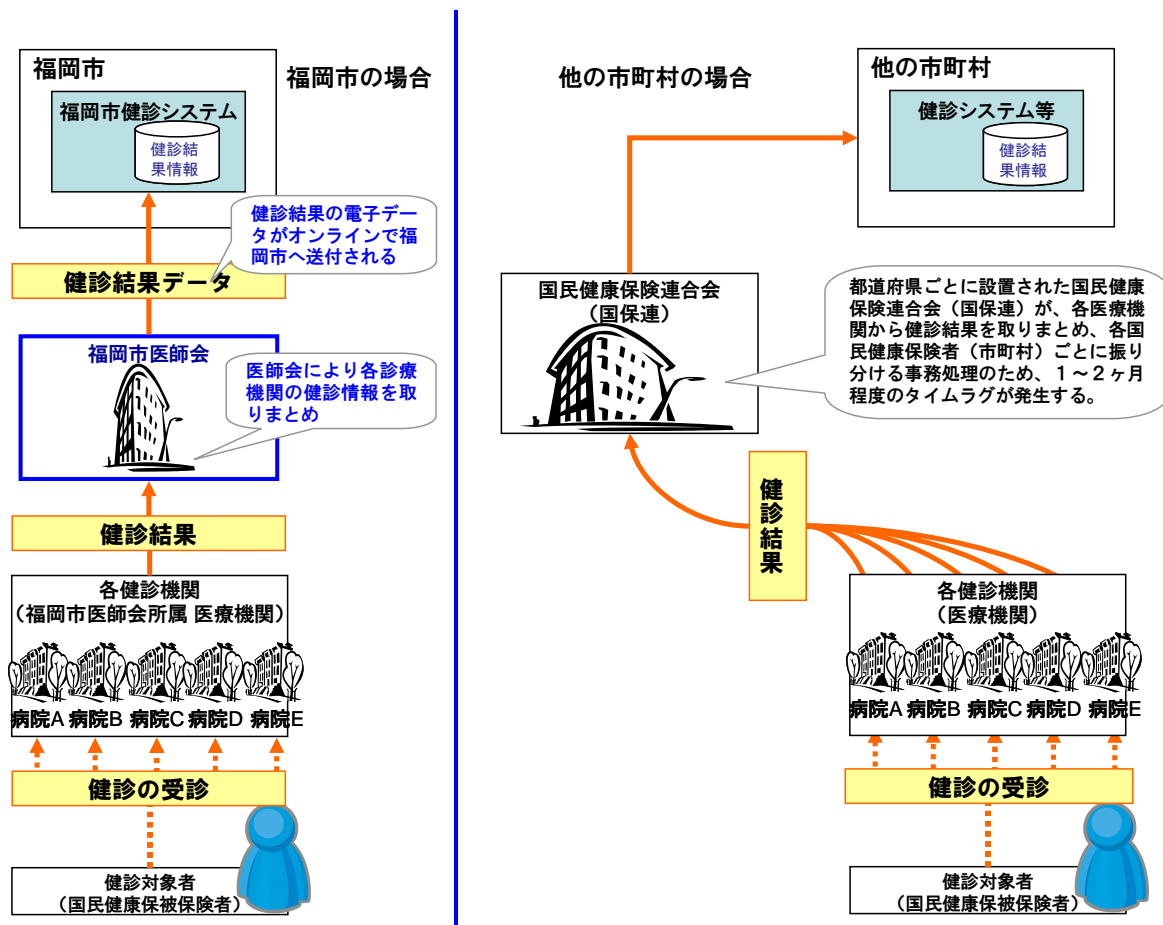 福岡市
福岡市の場合
福岡市健診システム
健診結
果情報
健診結果の電子デー
タがオンラインで福
岡市へ送付される
健診結果データ
福岡市医師会
医師会により各診療
機関の健診情報を取
りまとめ
健診結果
各健診機関
（福岡市医師会所属 医療機関）
病院A 病院B 病院C 病院D 病院E
健診の受診
健診対象者
（国民健康保被保険者）
他の市町村の場合
他の市町村
健診システム等
健診結
果情報
国民健康保険連合会
（国保連）
都道府県ごとに設置された国民健康
保険連合会（国保連）が、各医療機
関から健診結果を取りまとめ、各国
民健康保険者（市町村）ごとに振り
分ける事務処理のため、１～２ヶ月
程度のタイムラグが発生する。
健診結果
各健診機関
（医療機関）
病院A 病院B 病院C 病院D 病院E
健診の受診
健診対象者
（国民健康保被保険者）